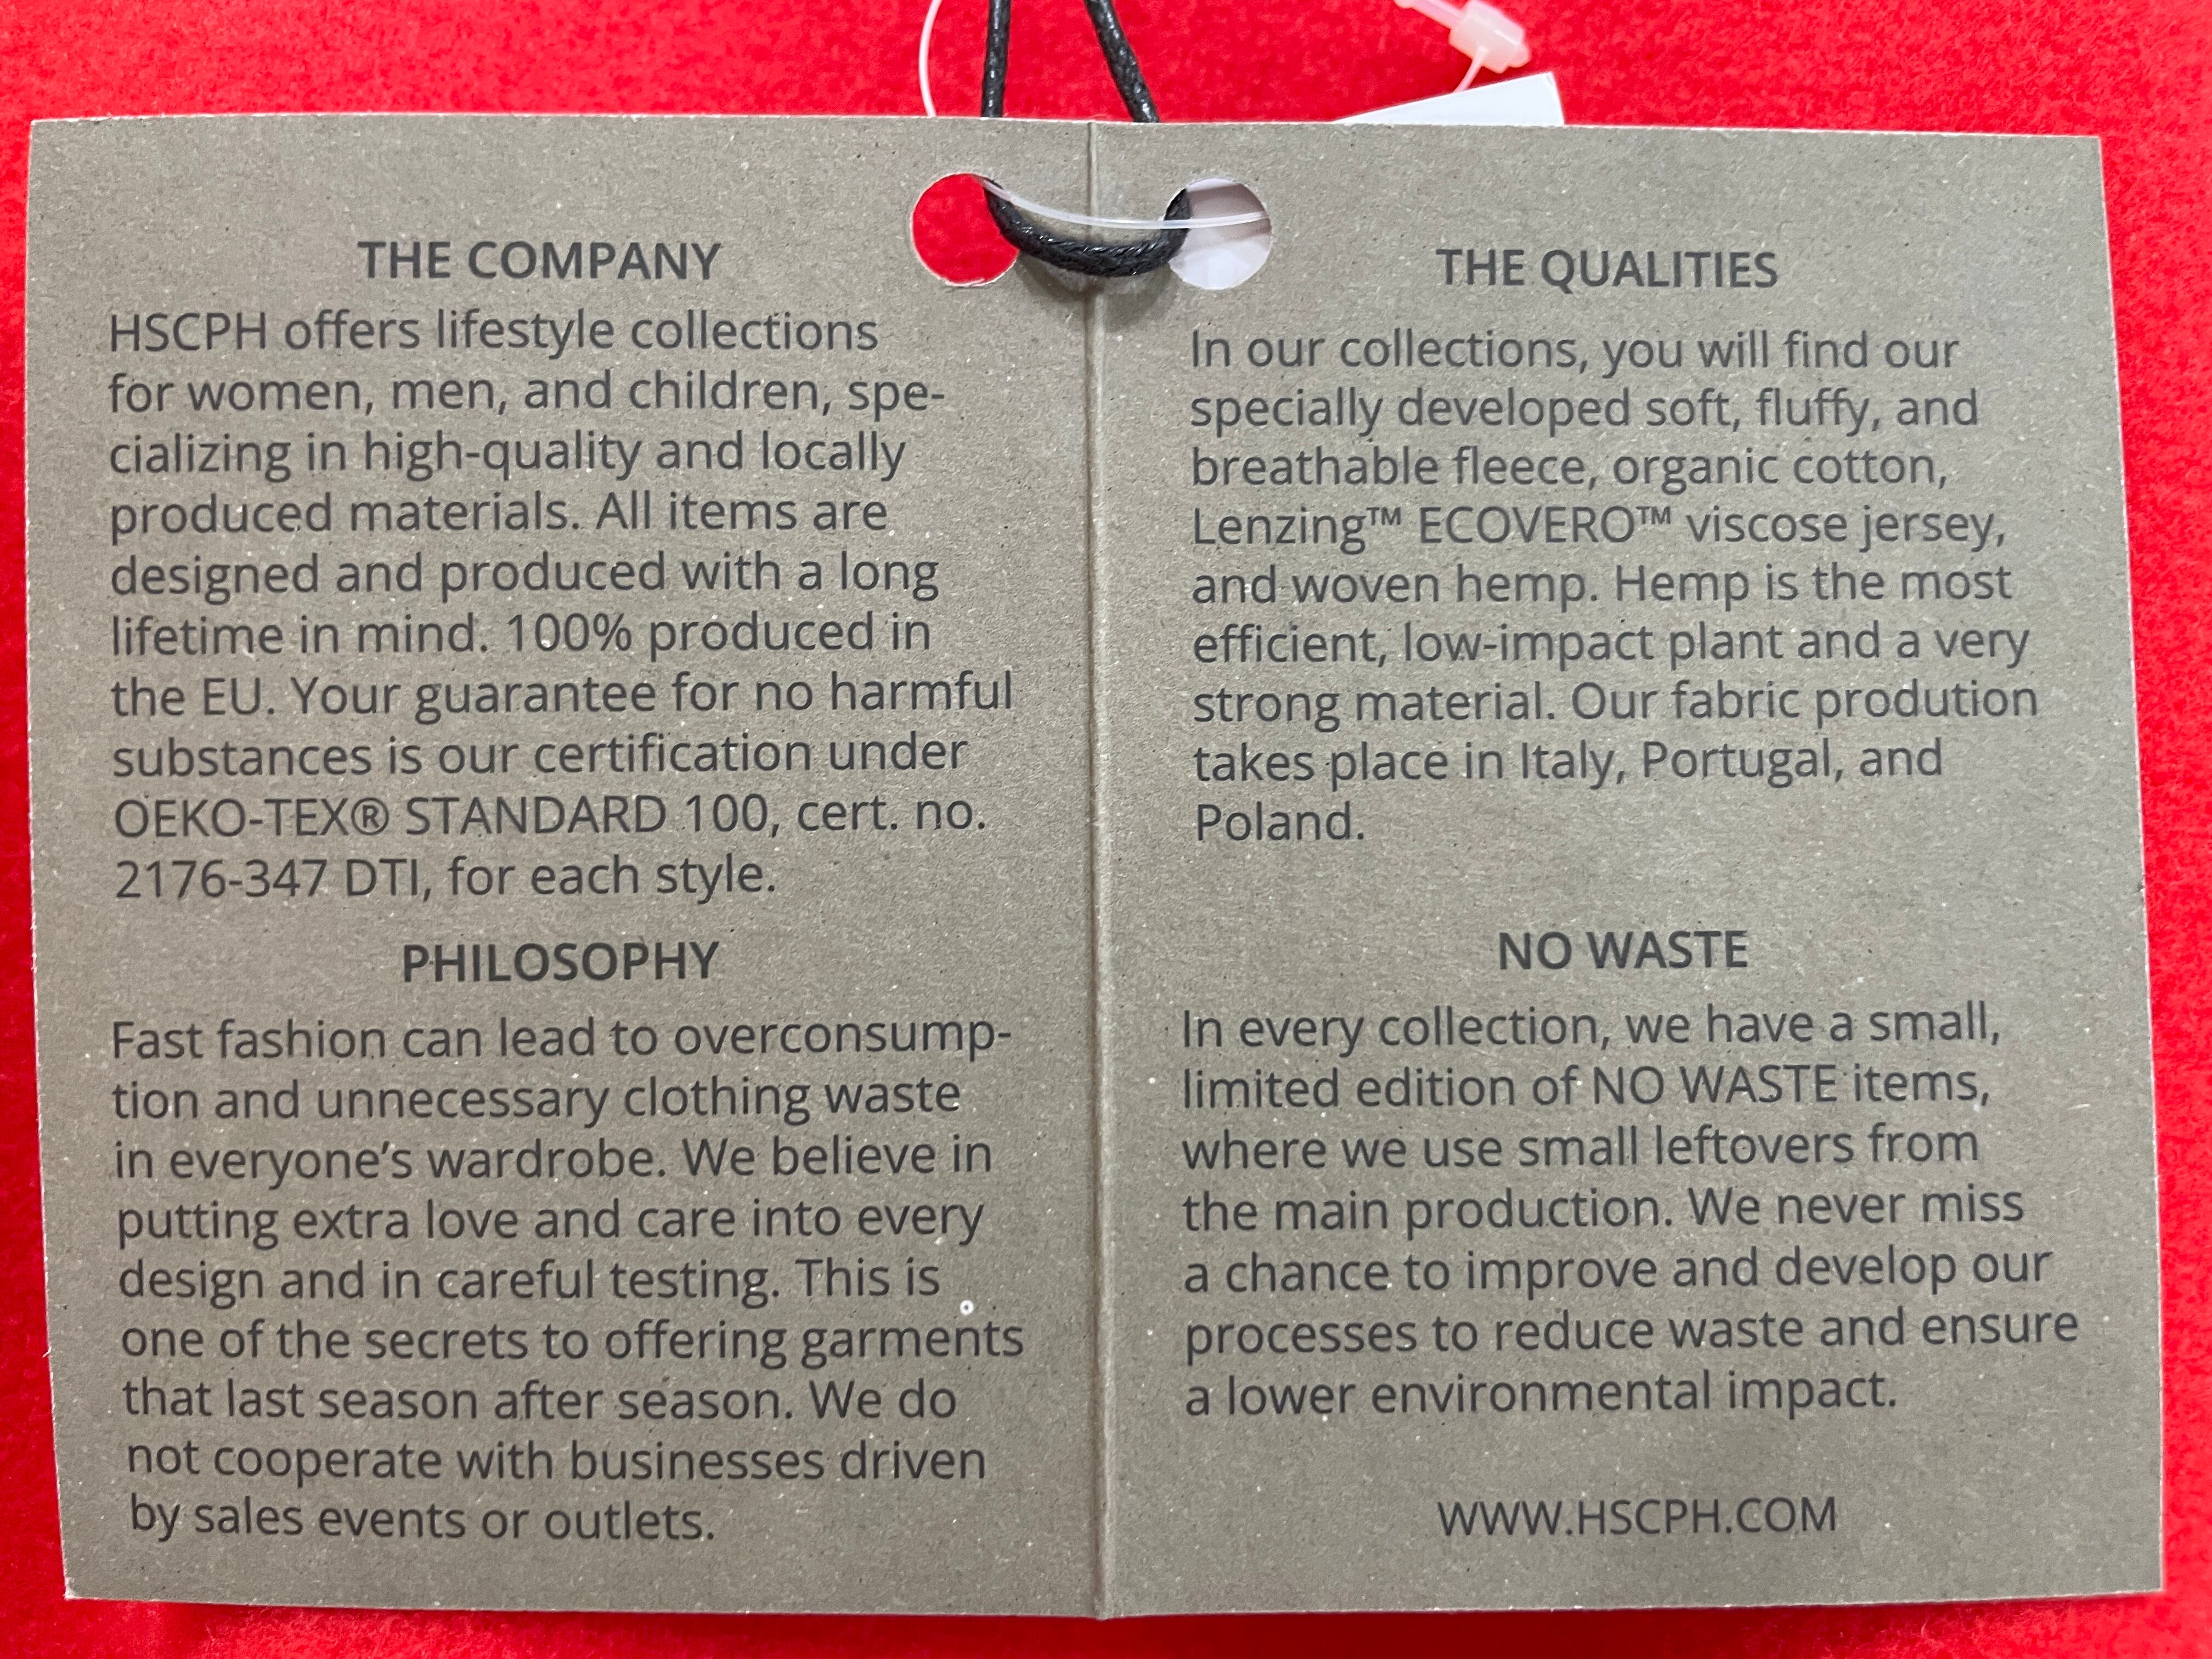 THE COMPANY
HSCPH offers lifestyle collections
for women, men, and children, spe-
cializing in high-quality and locally
produced materials. All items are
designed and produced with a long
lifetime in mind. 100% produced in
the EU. Your guarantee for no harmful
substances is our certification under
OEKO-TEX® STANDARD 100, cert. no.
2176-347 DTI, for each style.
PHILOSOPHY
Fast fashion can lead to overconsump-
tion and unnecessary clothing waste
in everyone’s wardrobe. We believe in
putting extra love and care into every
design and in careful testing. This is
one of the secrets to offering garments
that last season after season. We do
not cooperate with businesses driven
by sales events or outlets.
THE QUALITIES
In our collections, you will find our
specially developed soft, fluffy, and
breathable fleece, organic cotton,
Lenzing™ ECOVERO™ viscose jersey,
and woven hemp. Hemp is the most
efficient, low-impact plant and a very
strong material. Our fabric prodution
takes place in Italy, Portugal, and
Poland.
NO WASTE
In every collection, we have a small,
limited edition of NO WASTE items,
where we use small leftovers from
the main production. We never miss
a chance to improve and develop our
processes to reduce waste and ensure
a lower environmental impact.
WWW.HSCPH.COM